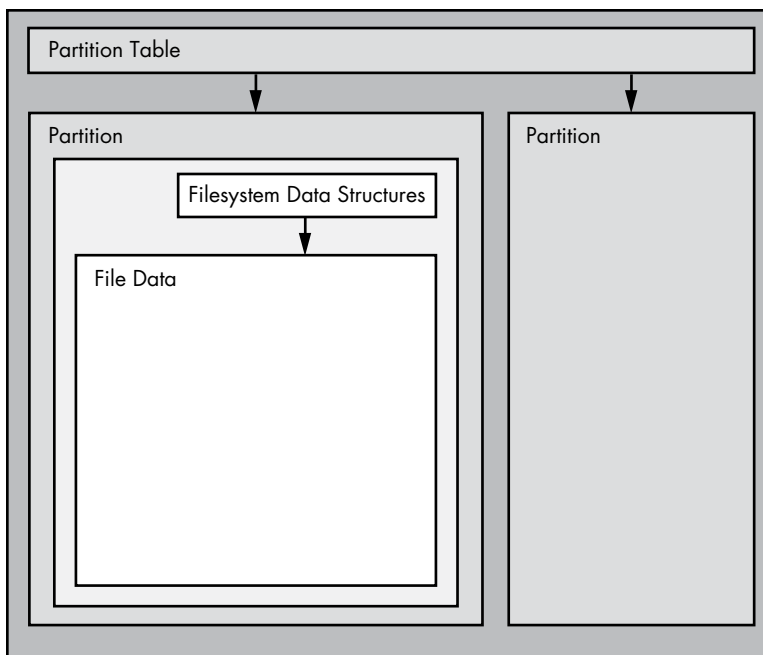 Partition Table
Partition
Partition
Filesystem Data Structures
File Data